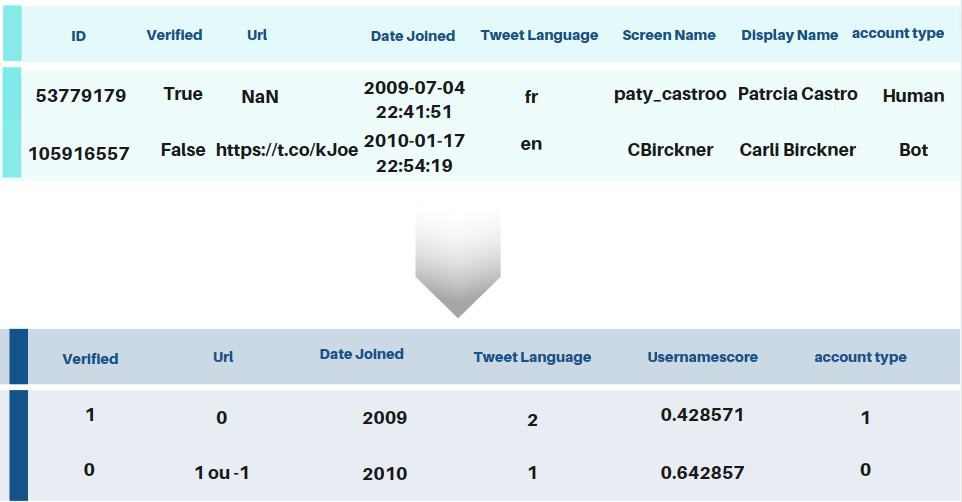 ID Verified Url Date Joined Tweet Language Screen Name Display Name account type
53779179 True NaN 2009-07-04 22:41:51 fr paty_castroo Patrcia Castro Human
105916557 False https://t.co/kJoe 2010-01-17 22:54:19 en CBirckner Carli Birckner Bot
Verified Url Date Joined Tweet Language Usernamescore account type
1 0 2009 2 0.428571 1
0 1 ou -1 2010 1 0.642857 0